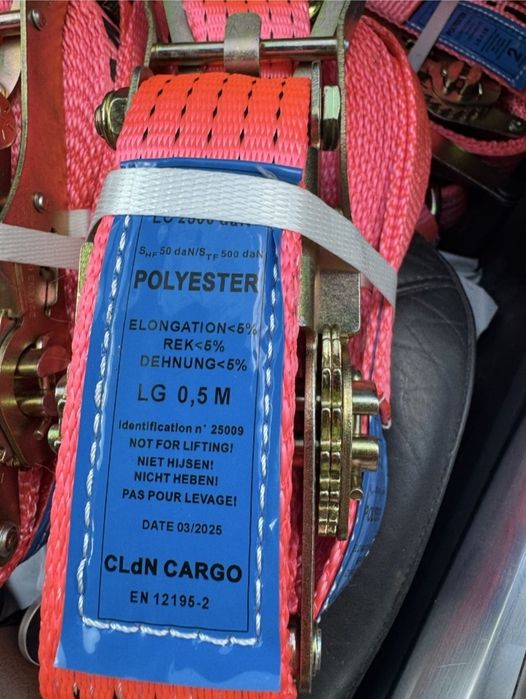 LC 2500 daN
SHF 50 daN/STF 500 daN
POLYESTER
ELONGATION<5%
REK<5%
DEHNUNG<5%
LG 0,5 M
Identification n° 25009
NOT FOR LIFTING!
NIET HIJSEN!
NICHT HEBEN!
PAS POUR LEVAGE!
DATE 03/2025
CLdN CARGO
EN 12195-2